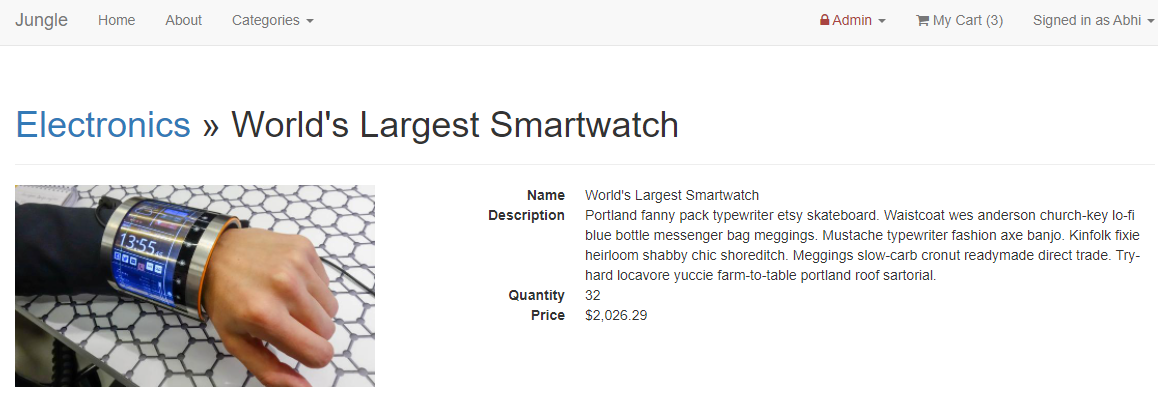 Jungle Home About Categories Admin My Cart (3) Signed in as Abhi
Electronics » World's Largest Smartwatch
13:55
Name World's Largest Smartwatch
Description Portland fanny pack typewriter etsy skateboard. Waistcoat wes anderson church-key lo-fi
blue bottle messenger bag meggings. Mustache typewriter fashion axe banjo. Kinfolk fixie
heirloom shabby chic shoreditch. Meggings slow-carb cronut readymade direct trade. Try-
hard locavore yuccie farm-to-table portland roof sartorial.
Quantity 32
Price $2,026.29